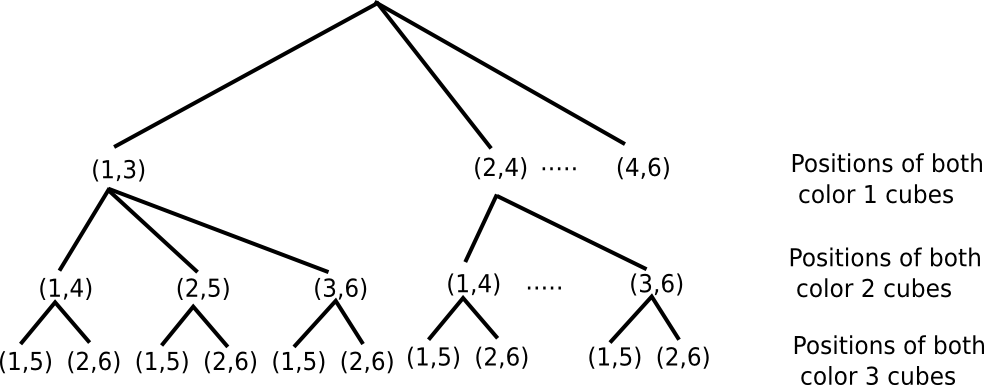 (1,3) (2,4) ..... (4,6)
Positions of both
color 1 cubes
(1,4) (2,5) (3,6) (1,4) ..... (3,6)
Positions of both
color 2 cubes
(1,5) (2,6) (1,5) (2,6) (1,5) (2,6) (1,5) (2,6) (1,5) (2,6)
Positions of both
color 3 cubes